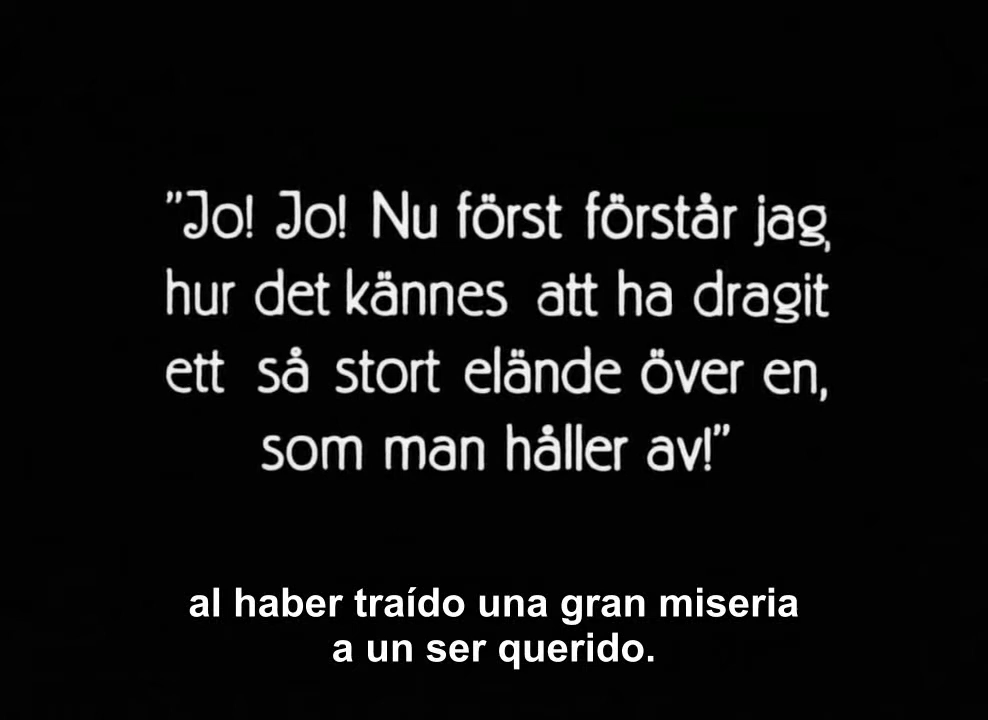 "Jo! Jo! Nu först förstår jag,
hur det kännes att ha dragit
ett så stort elände över en,
som man håller av!"
al haber traído una gran miseria
a un ser querido.